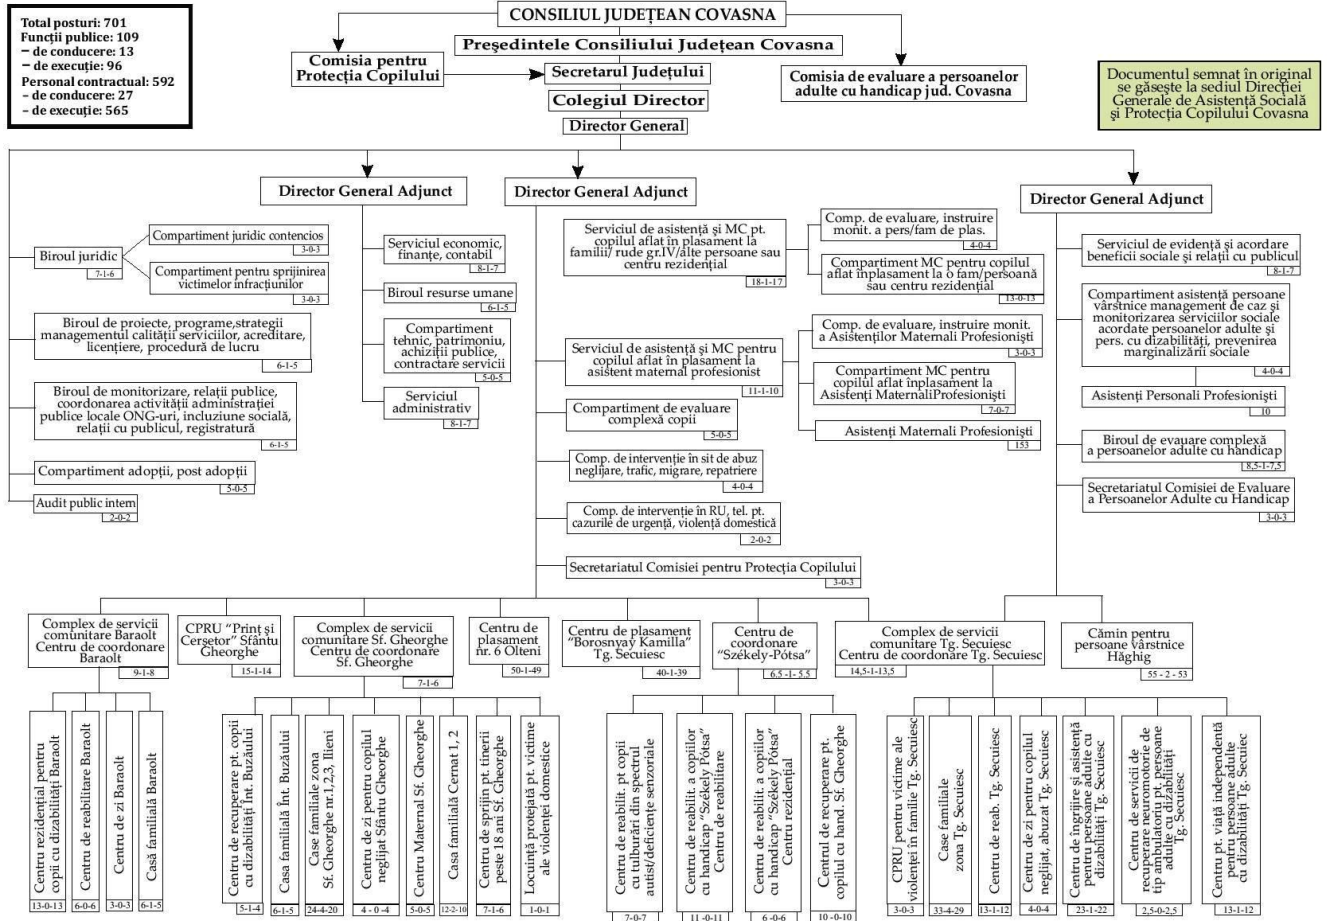 Total posturi: 701
Funcții publice: 109
– de conducere: 13
– de execuție: 96
Personal contractual: 592
– de conducere: 27
– de execuție: 565
CONSILIUL JUDEȚEAN COVASNA
Președintele Consiliului Județean Covasna
Comisia pentru
Protecția Copilului
Secretarul Județului
Comisia de evaluare a persoanelor
adulte cu handicap jud. Covasna
Colegiul Director
Director General
Documentul semnat în original
se găsește la sediul Direcției
Generale de Asistență Socială
și Protecția Copilului Covasna
Director General Adjunct
Director General Adjunct
Director General Adjunct
Biroul juridic
7-1-6
Compartiment juridic contencios
3-0-3
Compartiment pentru sprijinirea
victimelor infracțiunilor
3-0-3
Biroul de proiecte, programe,strategii
managementul calității serviciilor, acreditare,
licențiere, procedură de lucru
6-1-5
Biroul de monitorizare, relații publice,
coordonarea activității administrației
publice locale ONG-uri, incluziune socială,
relații cu publicul, registratură
6-1-5
Compartiment adopții, post adopții
5-0-5
Audit public intern
2-0-2
Serviciul economic,
finanțe, contabil
8-1-7
Biroul resurse umane
6-1-5
Compartiment
tehnic, patrimoniu,
achiziții publice,
contractare servicii
5-0-5
Serviciul
administrativ
8-1-7
Serviciul de asistență și MC pt.
copilul aflat în plasament la
familii/ rude gr.IV/alte persoane sau
centru rezidențial
18-1-17
Comp. de evaluare, instruire
monit. a pers/fam de plas.
4-0-4
Compartiment MC pentru copilul
aflat înplasament la o fam/persoană
sau centru rezidențial
13-0-13
Serviciul de asistență și MC pentru
copilul aflat în plasament la
asistent maternal profesionist
11-1-10
Comp. de evaluare, instruire monit.
a Asistenților Maternali Profesioniști
3-0-3
Compartiment MC pentru
copilul aflat înplasament la
Asistenți MaternaliProfesioniști
7-0-7
Asistenți Maternali Profesioniști
153
Compartiment de evaluare
complexă copii
5-0-5
Comp. de intervenție în sit de abuz
neglijare, trafic, migrare, repatriere
4-0-4
Comp. de intervenție în RU, tel. pt.
cazurile de urgență, violență domestică
2-0-2
Secretariatul Comisiei pentru Protecția Copilului
3-0-3
Serviciul de evidență și acordare
beneficii sociale și relații cu publicul
8-1-7
Compartiment asistență persoane
vârstnice management de caz și
monitorizarea serviciilor sociale
acordate persoanelor adulte și
pers. cu dizabilități, prevenirea
marginalizării sociale
4-0-4
Asistenți Personali Profesioniști
10
Biroul de evauare complexă
a persoanelor adulte cu handicap
8,5-1-7,5
Secretariatul Comisiei de Evaluare
a Persoanelor Adulte cu Handicap
3-0-3
Complex de servicii
comunitare Baraolt
Centru de coordonare
Baraolt
9-1-8
CPRU “Prinț și
Cerșetor” Sfântu
Gheorghe
15-1-14
Complex de servicii
comunitare Sf. Gheorghe
Centru de coordonare
Sf. Gheorghe
7-1-6
Centru de
plasament
nr. 6 Olteni
50-1-49
Centru de plasament
“Borosnyay Kamilla”
Tg. Secuiesc
40-1-39
Centru de
coordonare
“Székely-Pótsa”
6.5 -1- 5.5
Complex de servicii
comunitare Tg. Secuiesc
Centru de coordonare Tg. Secuiesc
14,5-1-13,5
Cămin pentru
persoane vârstnice
Hăghig
55 - 2 - 53
Centru rezidențial pentru
copii cu dizabilități Baraolt
13-0-13
Centru de reabilitare Baraolt
6-0-6
Centru de zi Baraolt
3-0-3
Casă familială Baraolt
6-1-5
Centru de recuperare pt. copii
cu dizabilități Înt. Buzăului
5-1-4
Casa familială Înt. Buzăului
6-1-5
Case familiale zona
Sf. Gheorghe nr.1,2,3, Ilieni
24-4-20
Centru de zi pentru copilul
neglijat Sfântu Gheorghe
4 - 0 -4
Centru Maternal Sf. Gheorghe
5-0-5
Casa familială Cernat 1, 2
12-2-10
Centru de sprijin pt. tinerii
peste 18 ani Sf. Gheorghe
7-1-6
Locuință protejată pt. victime
ale violenței domestice
1-0-1
Centru de reabilit. pt copii
cu tulburări din spectrul
autist/deficiențe senzoriale
7-0-7
Centru de reabilit. a copiilor
cu handicap “Székely Pótsa”
Centru de reabilitare
11 -0-11
Centru de reabilit. a copiilor
cu handicap “Székely Pótsa”
Centru rezidențial
6 -0-6
Centrul de recuperare pt.
copilul cu hand. Sf. Gheorghe
10 -0-10
CPRU pentru victime ale
violenței în familie Tg. Secuiesc
3-0-3
Case familiale
zona Tg. Secuiesc
33-4-29
Centru de reab. Tg. Secuiesc
13-1-12
Centru de zi pentru copilul
neglijat, abuzat Tg. Secuiesc
4-0-4
Centru de îngrijire și asistență
pentru persoane adulte cu
dizabilități Tg. Secuiesc
23-1-22
Centru de servicii de
recuperare neuromotorie de
tip ambulatoriu pt. persoane
adulte cu dizabilități
Tg. Secuiesc
2,5-0-2,5
Centru pt. viață independentă
pentru persoane adulte
cu dizabilități Tg. Secuiec
13-1-12